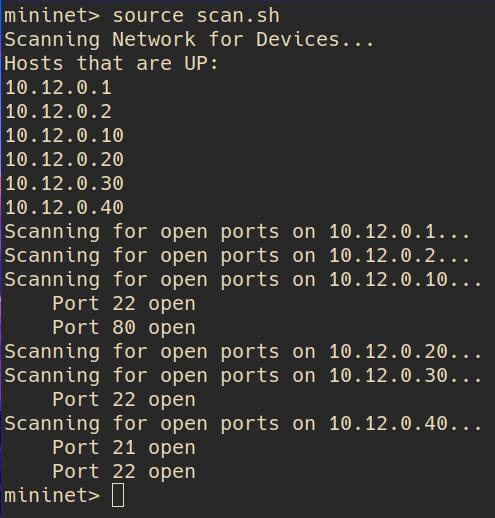 mininet> source scan.sh
Scanning Network for Devices...
Hosts that are UP:
10.12.0.1
10.12.0.2
10.12.0.10
10.12.0.20
10.12.0.30
10.12.0.40
Scanning for open ports on 10.12.0.1...
Scanning for open ports on 10.12.0.2...
Scanning for open ports on 10.12.0.10...
    Port 22 open
    Port 80 open
Scanning for open ports on 10.12.0.20...
Scanning for open ports on 10.12.0.30...
    Port 22 open
Scanning for open ports on 10.12.0.40...
    Port 21 open
    Port 22 open
mininet>